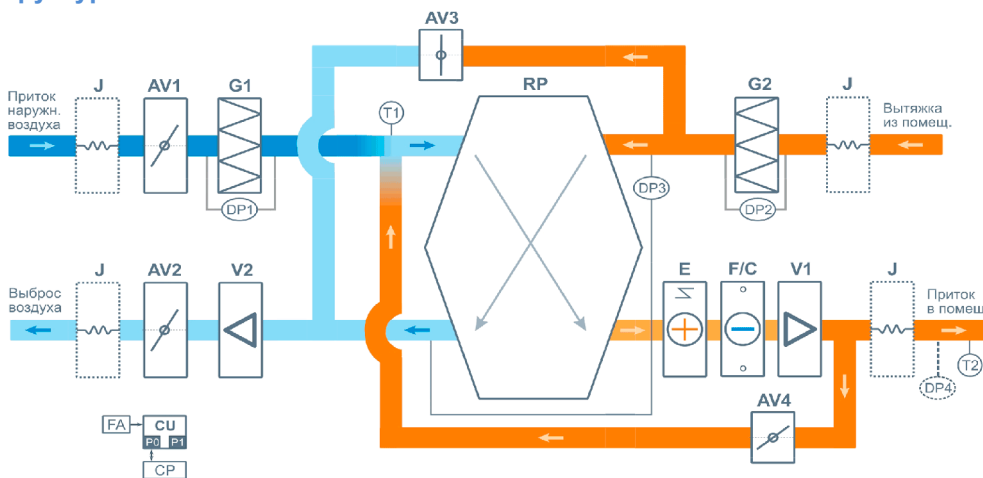 AV3
J
AV1
G1
RP
G2
J
Приток
наружн.
воздуха
T1
Вытяжка
из помещ.
DP1
DP3
DP2
J
AV2
V2
E
F/C
V1
J
Выброс
воздуха
Приток
в помещ
T2
DP4
AV4
FA
CU
P0 P1
CP